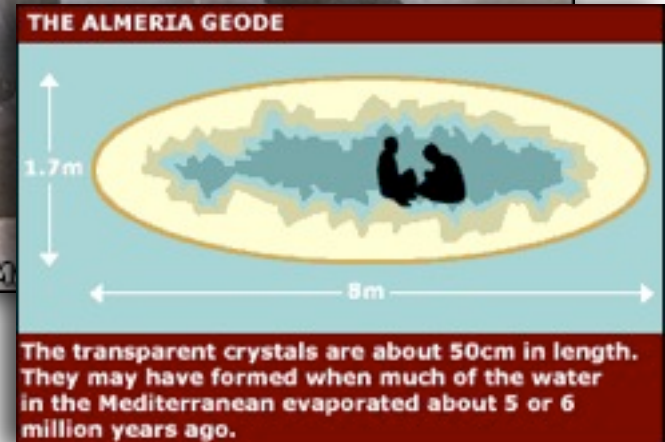 THE ALMERIA GEODE
1.7m
8m
The transparent crystals are about 50cm in length.
They may have formed when much of the water
in the Mediterranean evaporated about 5 or 6
million years ago.